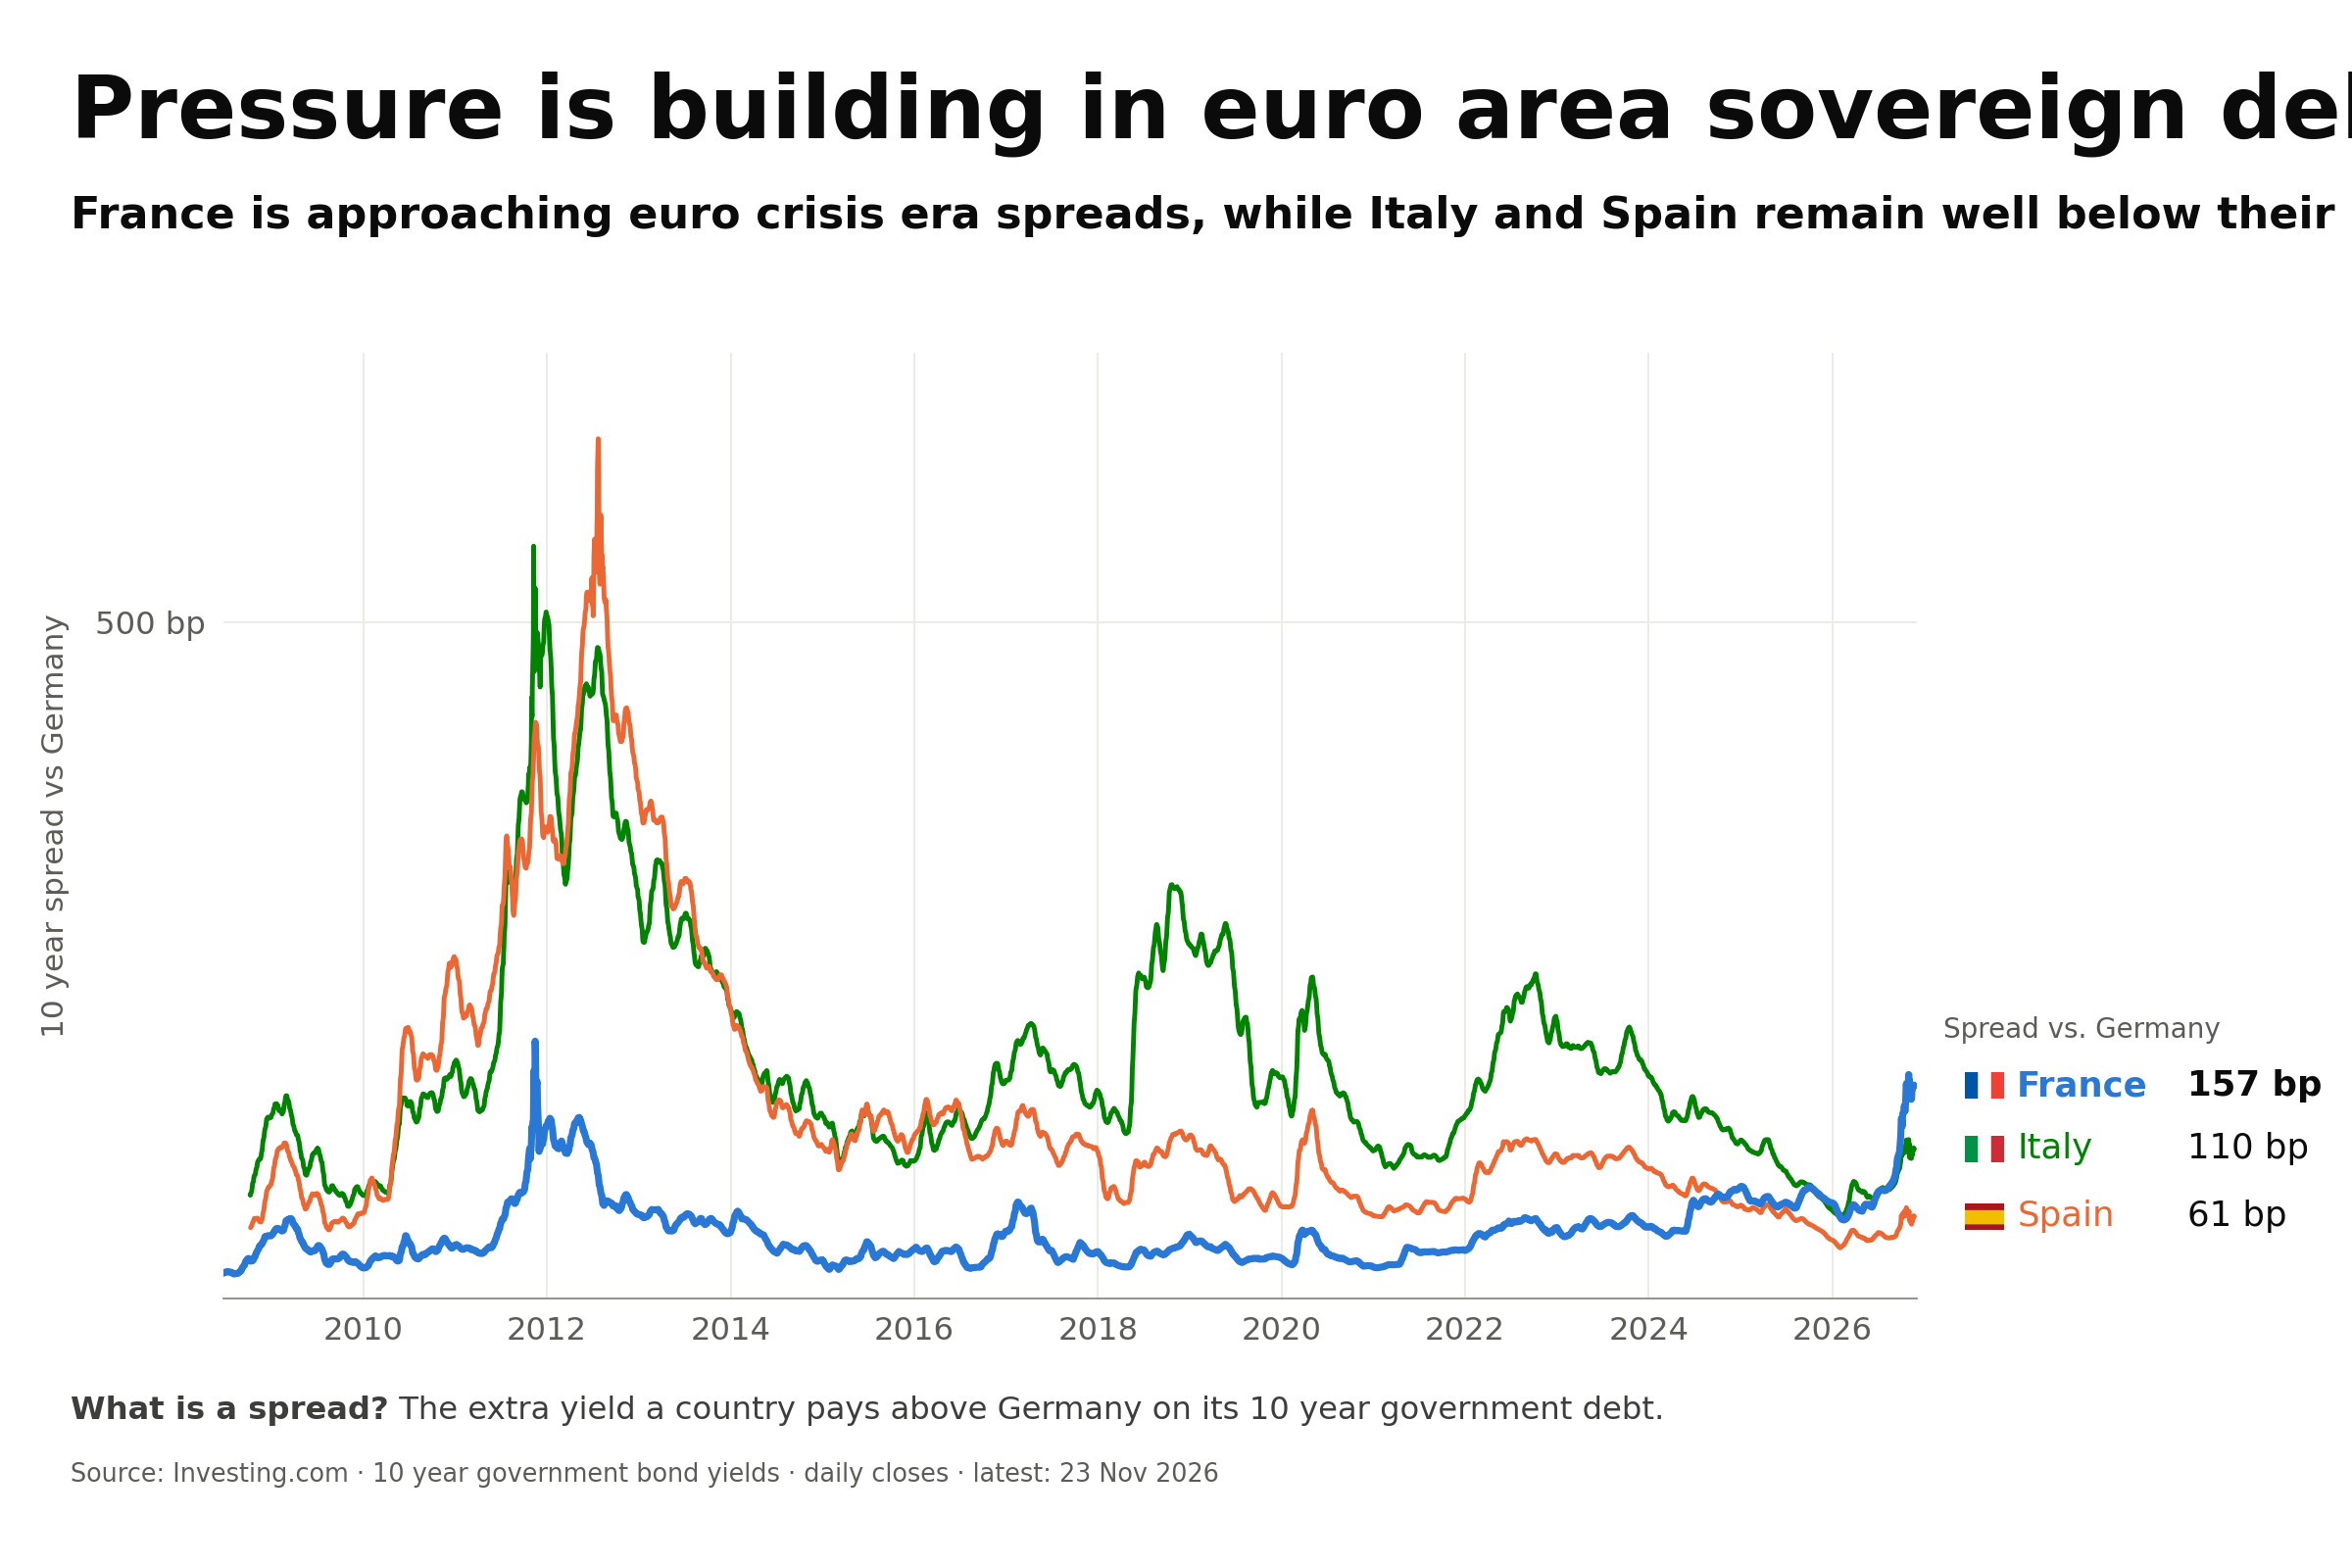 Pressure is building in euro area sovereign
France is approaching euro crisis era spreads, while Italy and Spain remain well below their
10 year spread vs Germany
500 bp
Spread vs. Germany
France 157 bp
Italy 110 bp
Spain 61 bp
2010 2012 2014 2016 2018 2020 2022 2024 2026
What is a spread? The extra yield a country pays above Germany on its 10 year government debt.
Source: Investing.com · 10 year government bond yields · daily closes · latest: 23 Nov 2026